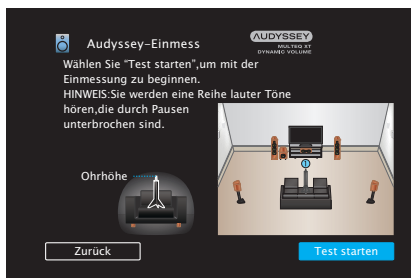 Audyssey-Einmess
AUDYSSEY
MULTEQ XT
DYNAMIC VOLUME
Wählen Sie “Test starten”,um mit der
Einmessung zu beginnen.
HINWEIS:Sie werden eine Reihe lauter Töne
hören,die durch Pausen
unterbrochen sind.
Ohrhöhe
1
Zurück
Test starten